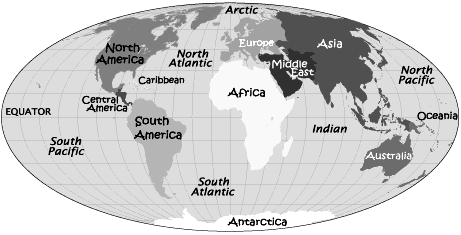 Arctic
North
America
North
Atlantic
Europe
Asia
Middle
East
North
Pacific
Caribbean
Central
America
Africa
EQUATOR
Oceania
South
America
Indian
South
Pacific
Australia
South
Atlantic
Antarctica